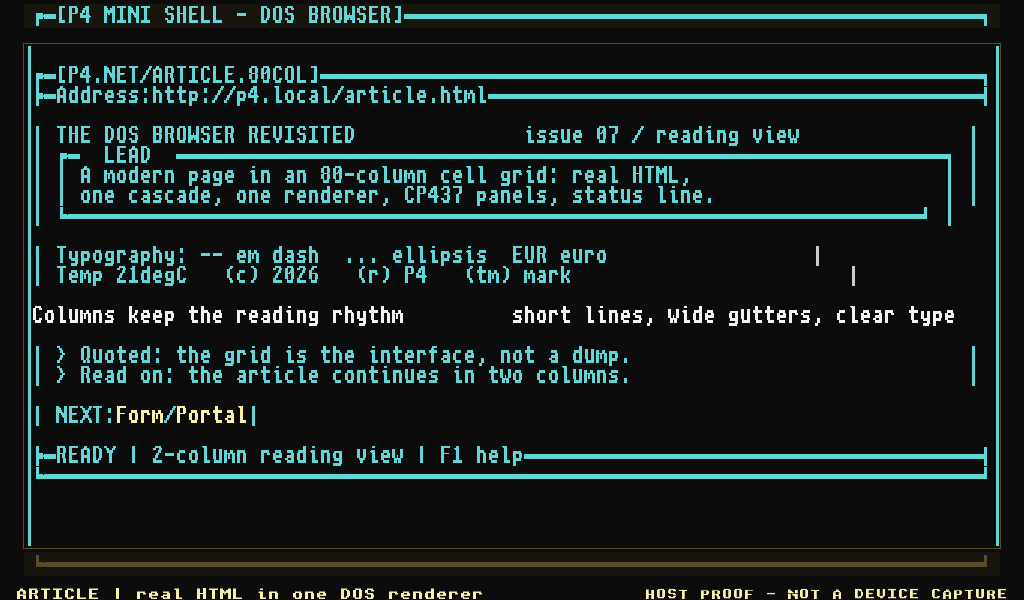 [P4 MINI SHELL - DOS BROWSER]
[P4.NET/ARTICLE.80COL]
Address:http://p4.local/article.html
THE DOS BROWSER REVISITED issue 07 / reading view
LEAD
A modern page in an 80-column cell grid: real HTML,
one cascade, one renderer, CP437 panels, status line.
Typography: -- em dash ... ellipsis EUR euro |
Temp 21degC (c) 2026 (r) P4 (tm) mark |
Columns keep the reading rhythm short lines, wide gutters, clear type
> Quoted: the grid is the interface, not a dump.
> Read on: the article continues in two columns.
| NEXT:Form/Portal|
READY | 2-column reading view | F1 help
ARTICLE | real HTML in one DOS renderer HOST PROOF - NOT A DEVICE CAPTURE